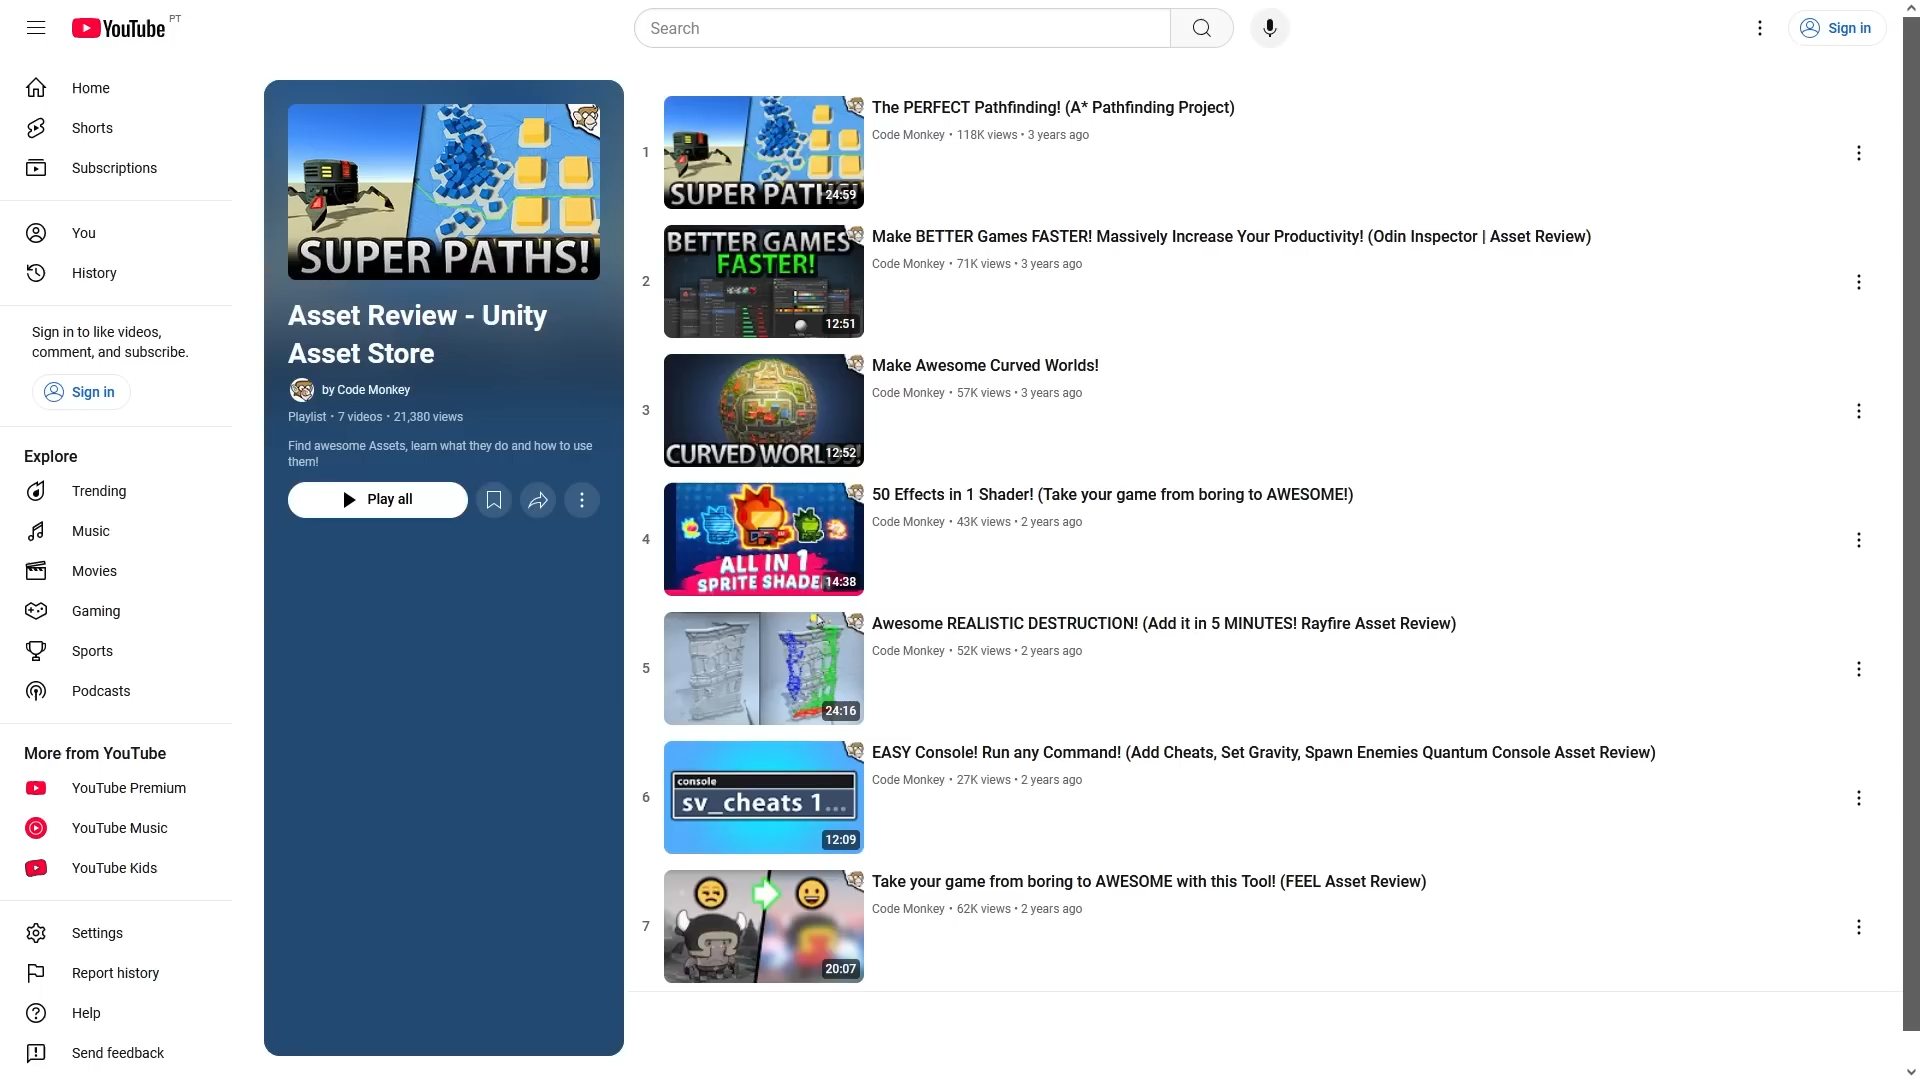 YouTube PT
Search
Sign in
Home
Shorts
Subscriptions
You
History
Sign in to like videos,
comment, and subscribe.
Sign in
Explore
Trending
Music
Movies
Gaming
Sports
Podcasts
More from YouTube
YouTube Premium
YouTube Music
YouTube Kids
Settings
Report history
Help
Send feedback
SUPER PATHS!
Asset Review - Unity
Asset Store
by Code Monkey
Playlist • 7 videos • 21,380 views
Find awesome Assets, learn what they do and how to use
them!
Play all
1
SUPER PATHS!
24:59
The PERFECT Pathfinding! (A* Pathfinding Project)
Code Monkey • 118K views • 3 years ago
2
BETTER GAMES
FASTER!
12:51
Make BETTER Games FASTER! Massively Increase Your Productivity! (Odin Inspector | Asset Review)
Code Monkey • 71K views • 3 years ago
3
CURVED WORLDS!
12:52
Make Awesome Curved Worlds!
Code Monkey • 57K views • 3 years ago
4
ALL IN 1
SPRITE SHADER
14:38
50 Effects in 1 Shader! (Take your game from boring to AWESOME!)
Code Monkey • 43K views • 2 years ago
5
24:16
Awesome REALISTIC DESTRUCTION! (Add it in 5 MINUTES! Rayfire Asset Review)
Code Monkey • 52K views • 2 years ago
6
console
sv_cheats 1...
12:09
EASY Console! Run any Command! (Add Cheats, Set Gravity, Spawn Enemies Quantum Console Asset Review)
Code Monkey • 27K views • 2 years ago
7
20:07
Take your game from boring to AWESOME with this Tool! (FEEL Asset Review)
Code Monkey • 62K views • 2 years ago